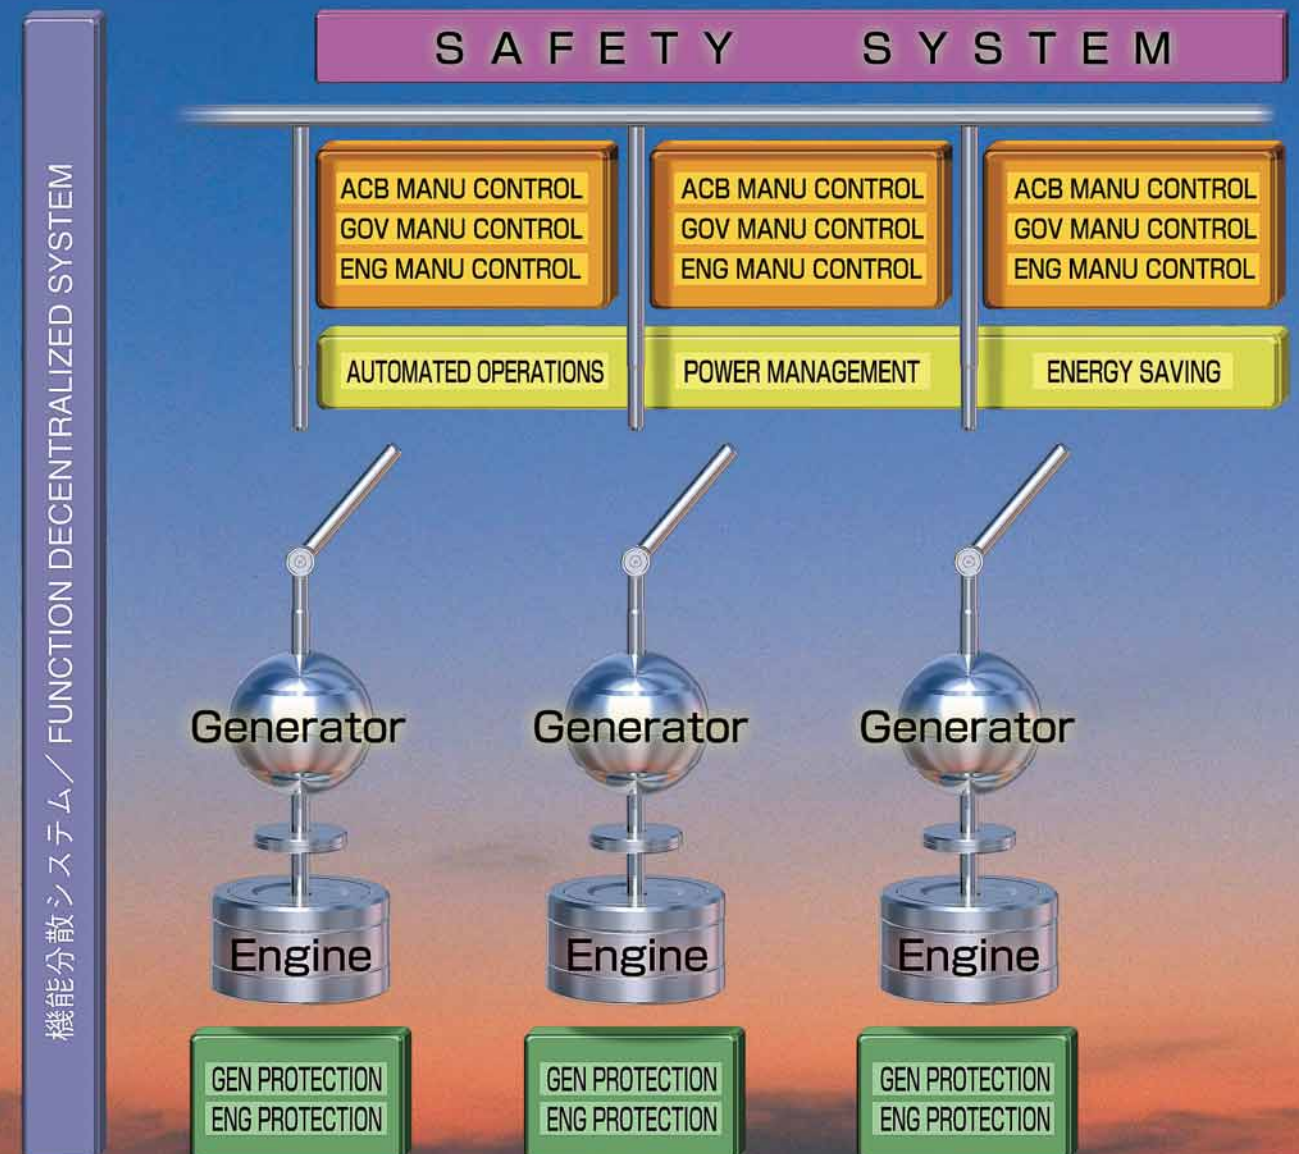 機能分散システム／FUNCTION DECENTRALIZED SYSTEM
SAFETY SYSTEM
ACB MANU CONTROL
GOV MANU CONTROL
ENG MANU CONTROL
ACB MANU CONTROL
GOV MANU CONTROL
ENG MANU CONTROL
ACB MANU CONTROL
GOV MANU CONTROL
ENG MANU CONTROL
AUTOMATED OPERATIONS
POWER MANAGEMENT
ENERGY SAVING
Generator
Generator
Generator
Engine
Engine
Engine
GEN PROTECTION
ENG PROTECTION
GEN PROTECTION
ENG PROTECTION
GEN PROTECTION
ENG PROTECTION